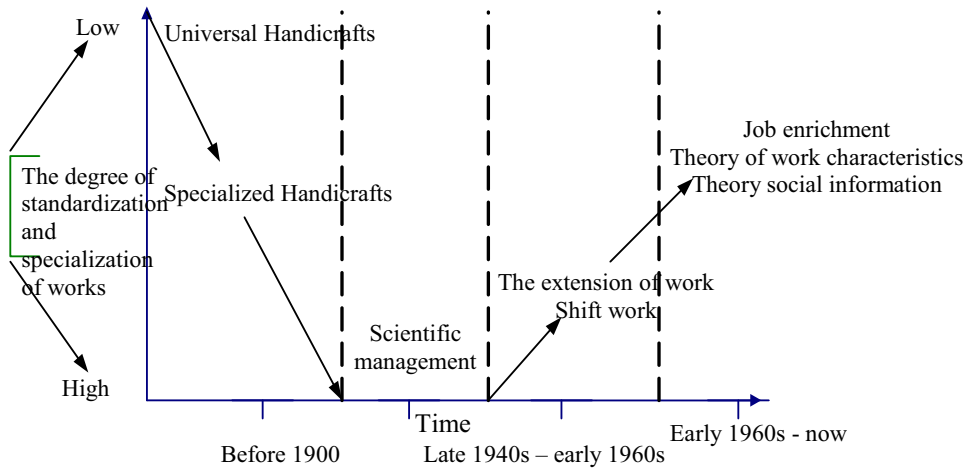 Low
Universal Handicrafts
Job enrichment
Theory of work characteristics
Theory social information
The degree of
standardization
and
specialization
of works
Specialized Handicrafts
The extension of work
Shift work
Scientific
management
High
Time
Before 1900
Late 1940s – early 1960s
Early 1960s - now